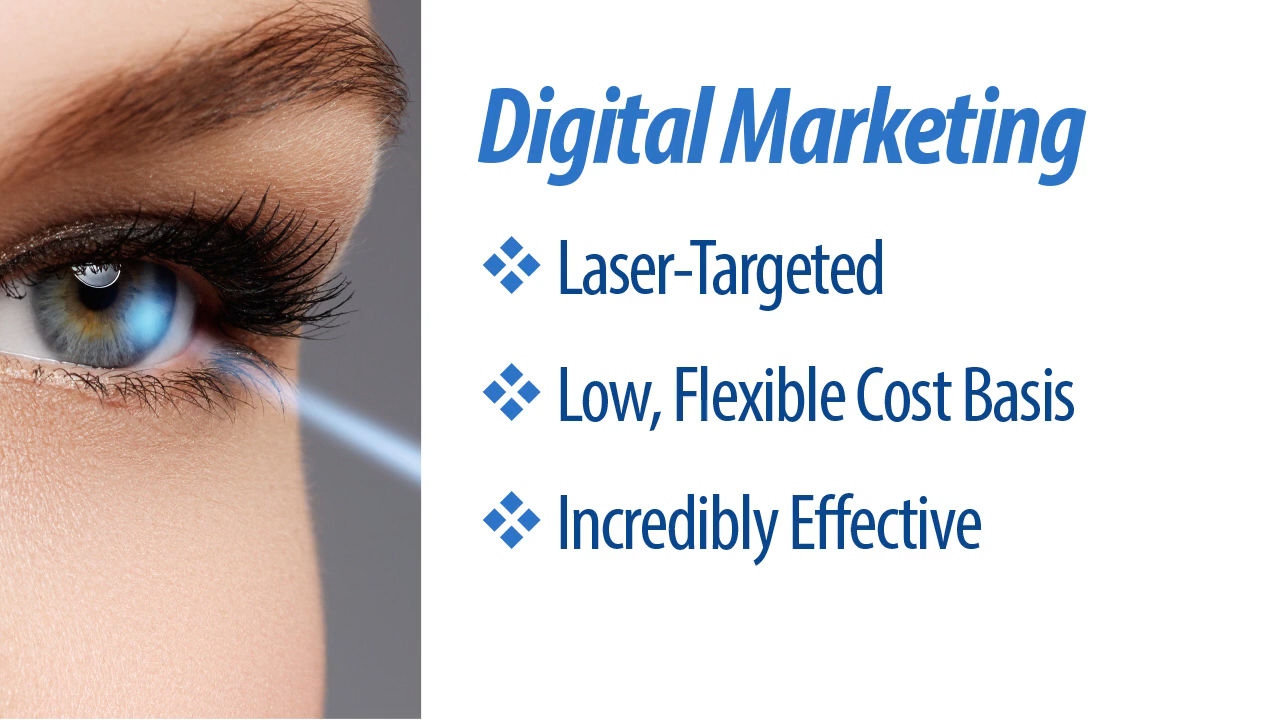 Digital Marketing
Laser-Targeted
Low, Flexible Cost Basis
Incredibly Effective